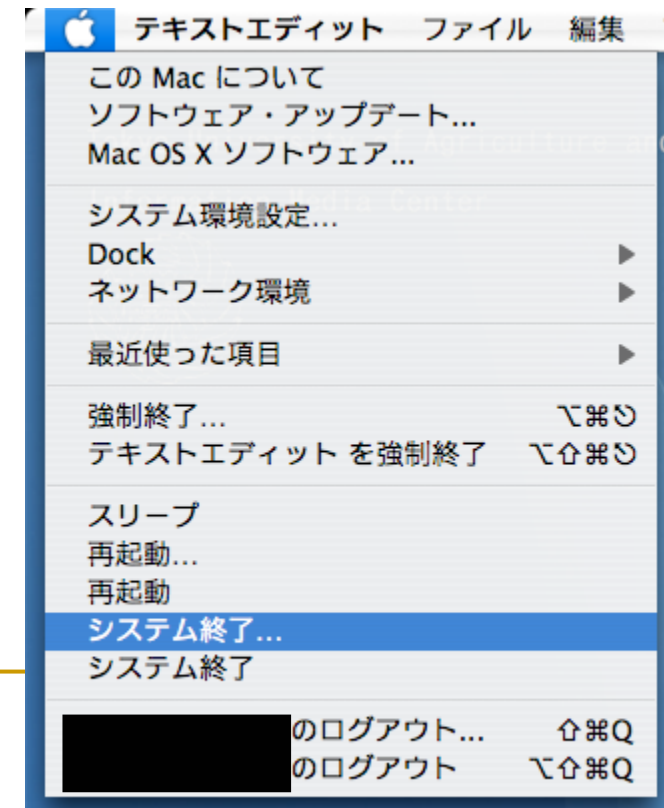 テキストエディット ファイル 編集
この Mac について
ソフトウェア・アップデート...
Mac OS X ソフトウェア...
システム環境設定...
Dock
ネットワーク環境
最近使った項目
強制終了... ⌥⌘⎋
テキストエディット を強制終了 ⌥⇧⌘⎋
スリープ
再起動...
再起動
システム終了...
システム終了
のログアウト... ⇧⌘Q
のログアウト ⌥⇧⌘Q